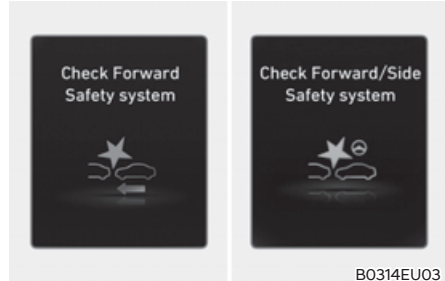 Check Forward
Safety system
Check Forward/Side
Safety system
B0314EU03